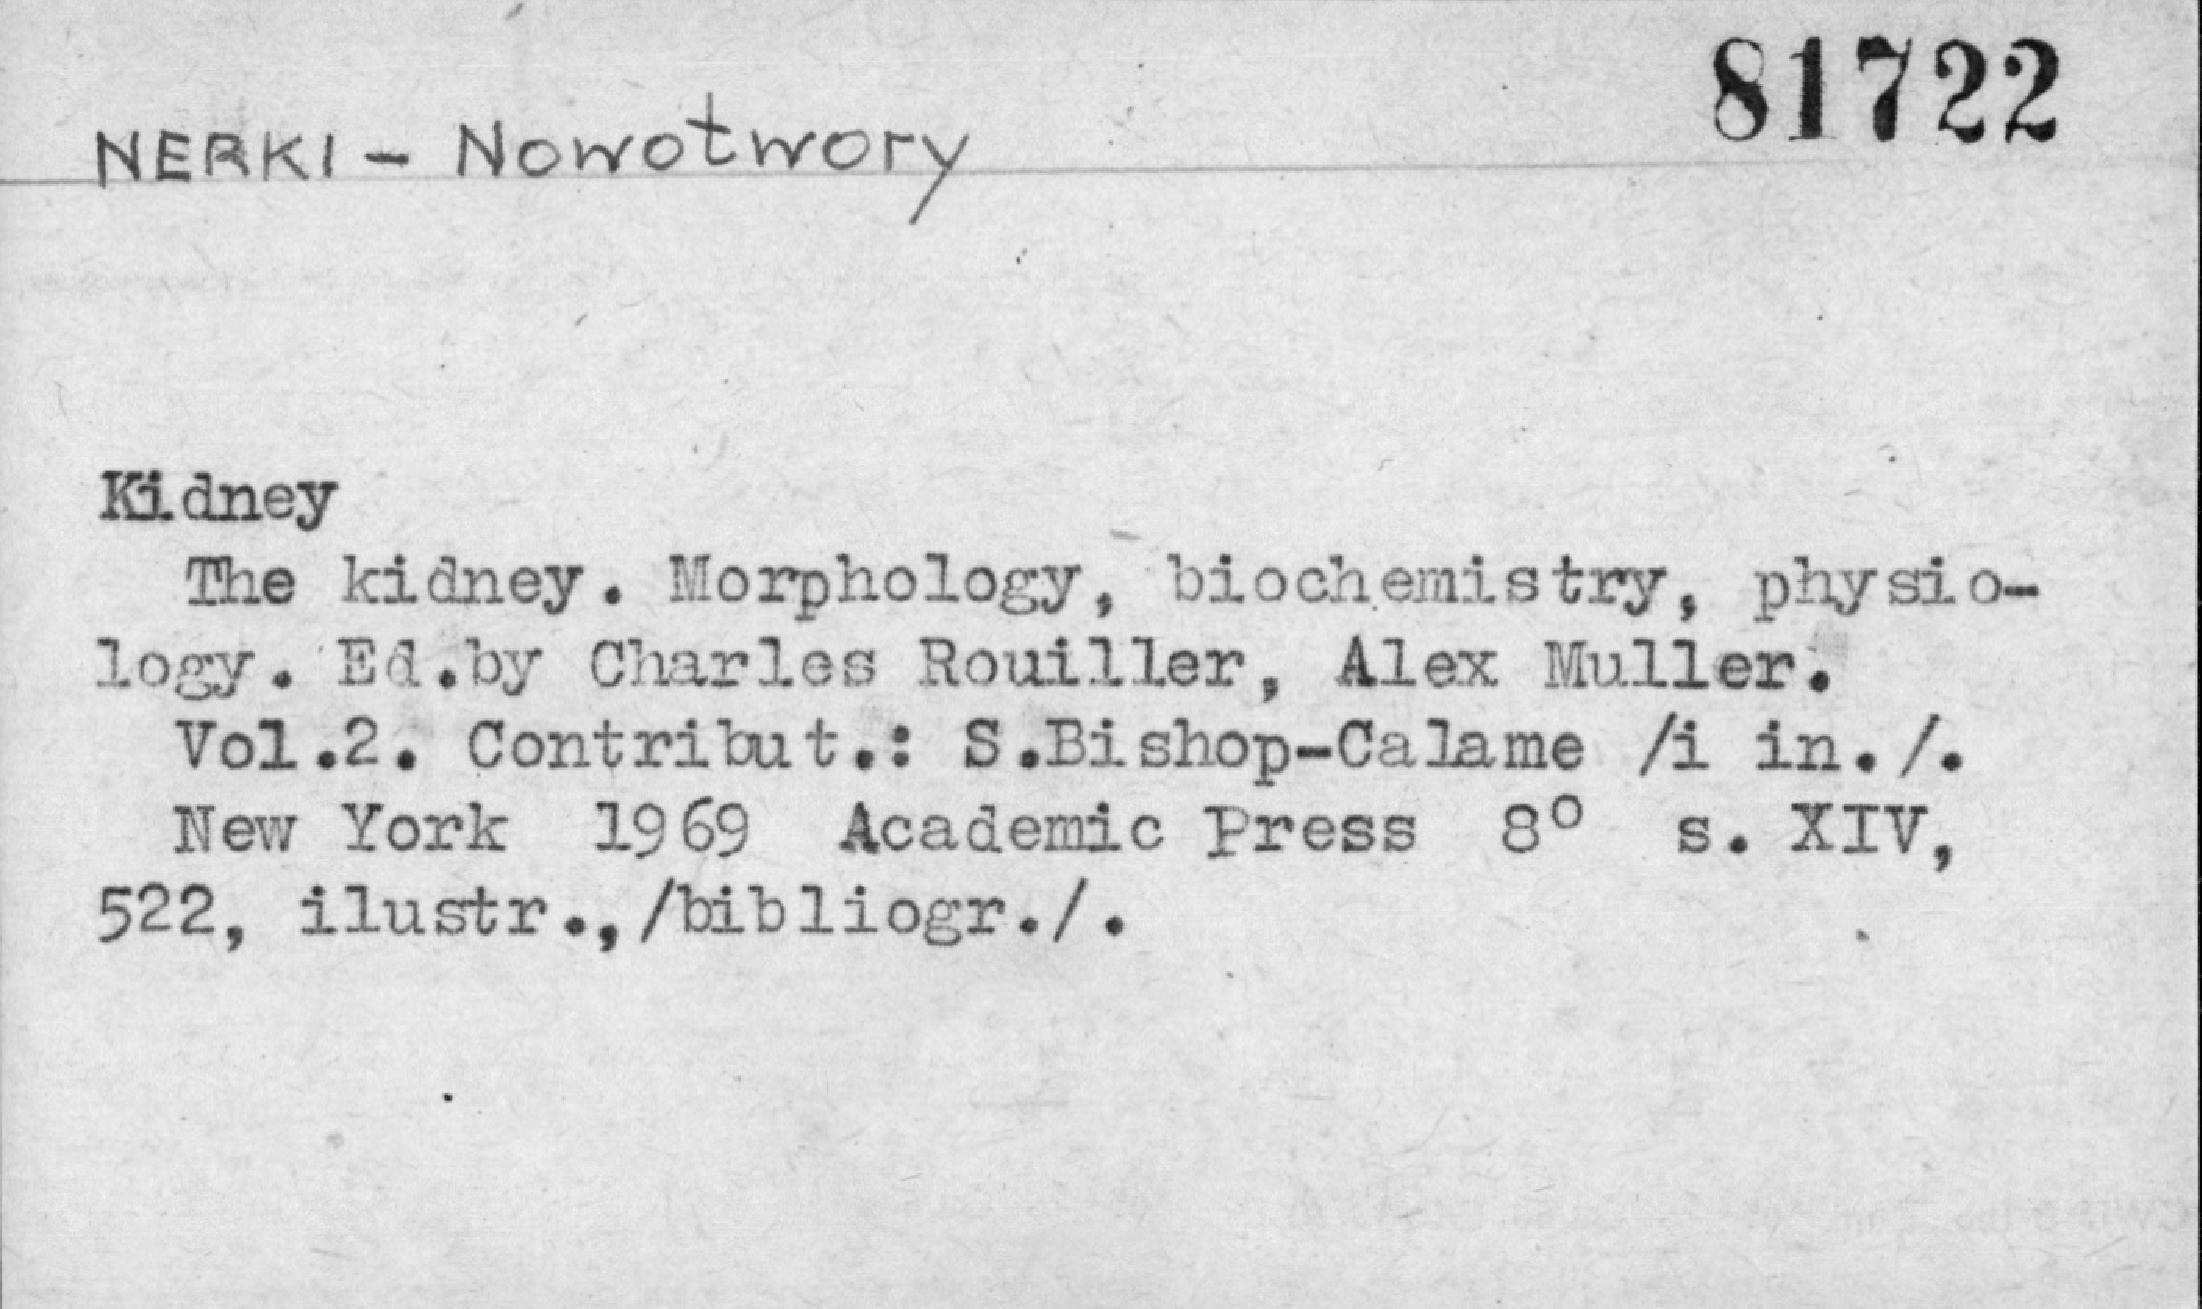 81722
NERKI - Nowotwory
Kidney
The kidney. Morphology, biochemistry, physio-
logy. Ed.by Charles Rouiller, Alex Muller.
Vol.2. Contribut.: S.Bishop-Calame /i in./.
New York 1969 Academic Press 8° s. XIV,
522, ilustr.,/bibliogr./.